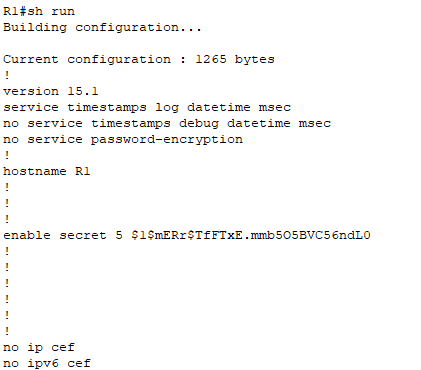 R1#sh run
Building configuration...
Current configuration : 1265 bytes
!
version 15.1
service timestamps log datetime msec
no service timestamps debug datetime msec
no service password-encryption
!
hostname R1
!
!
!
enable secret 5 $1$mERr$TfFTxE.mmb5O5BVC56ndL0
!
!
!
!
!
!
no ip cef
no ipv6 cef